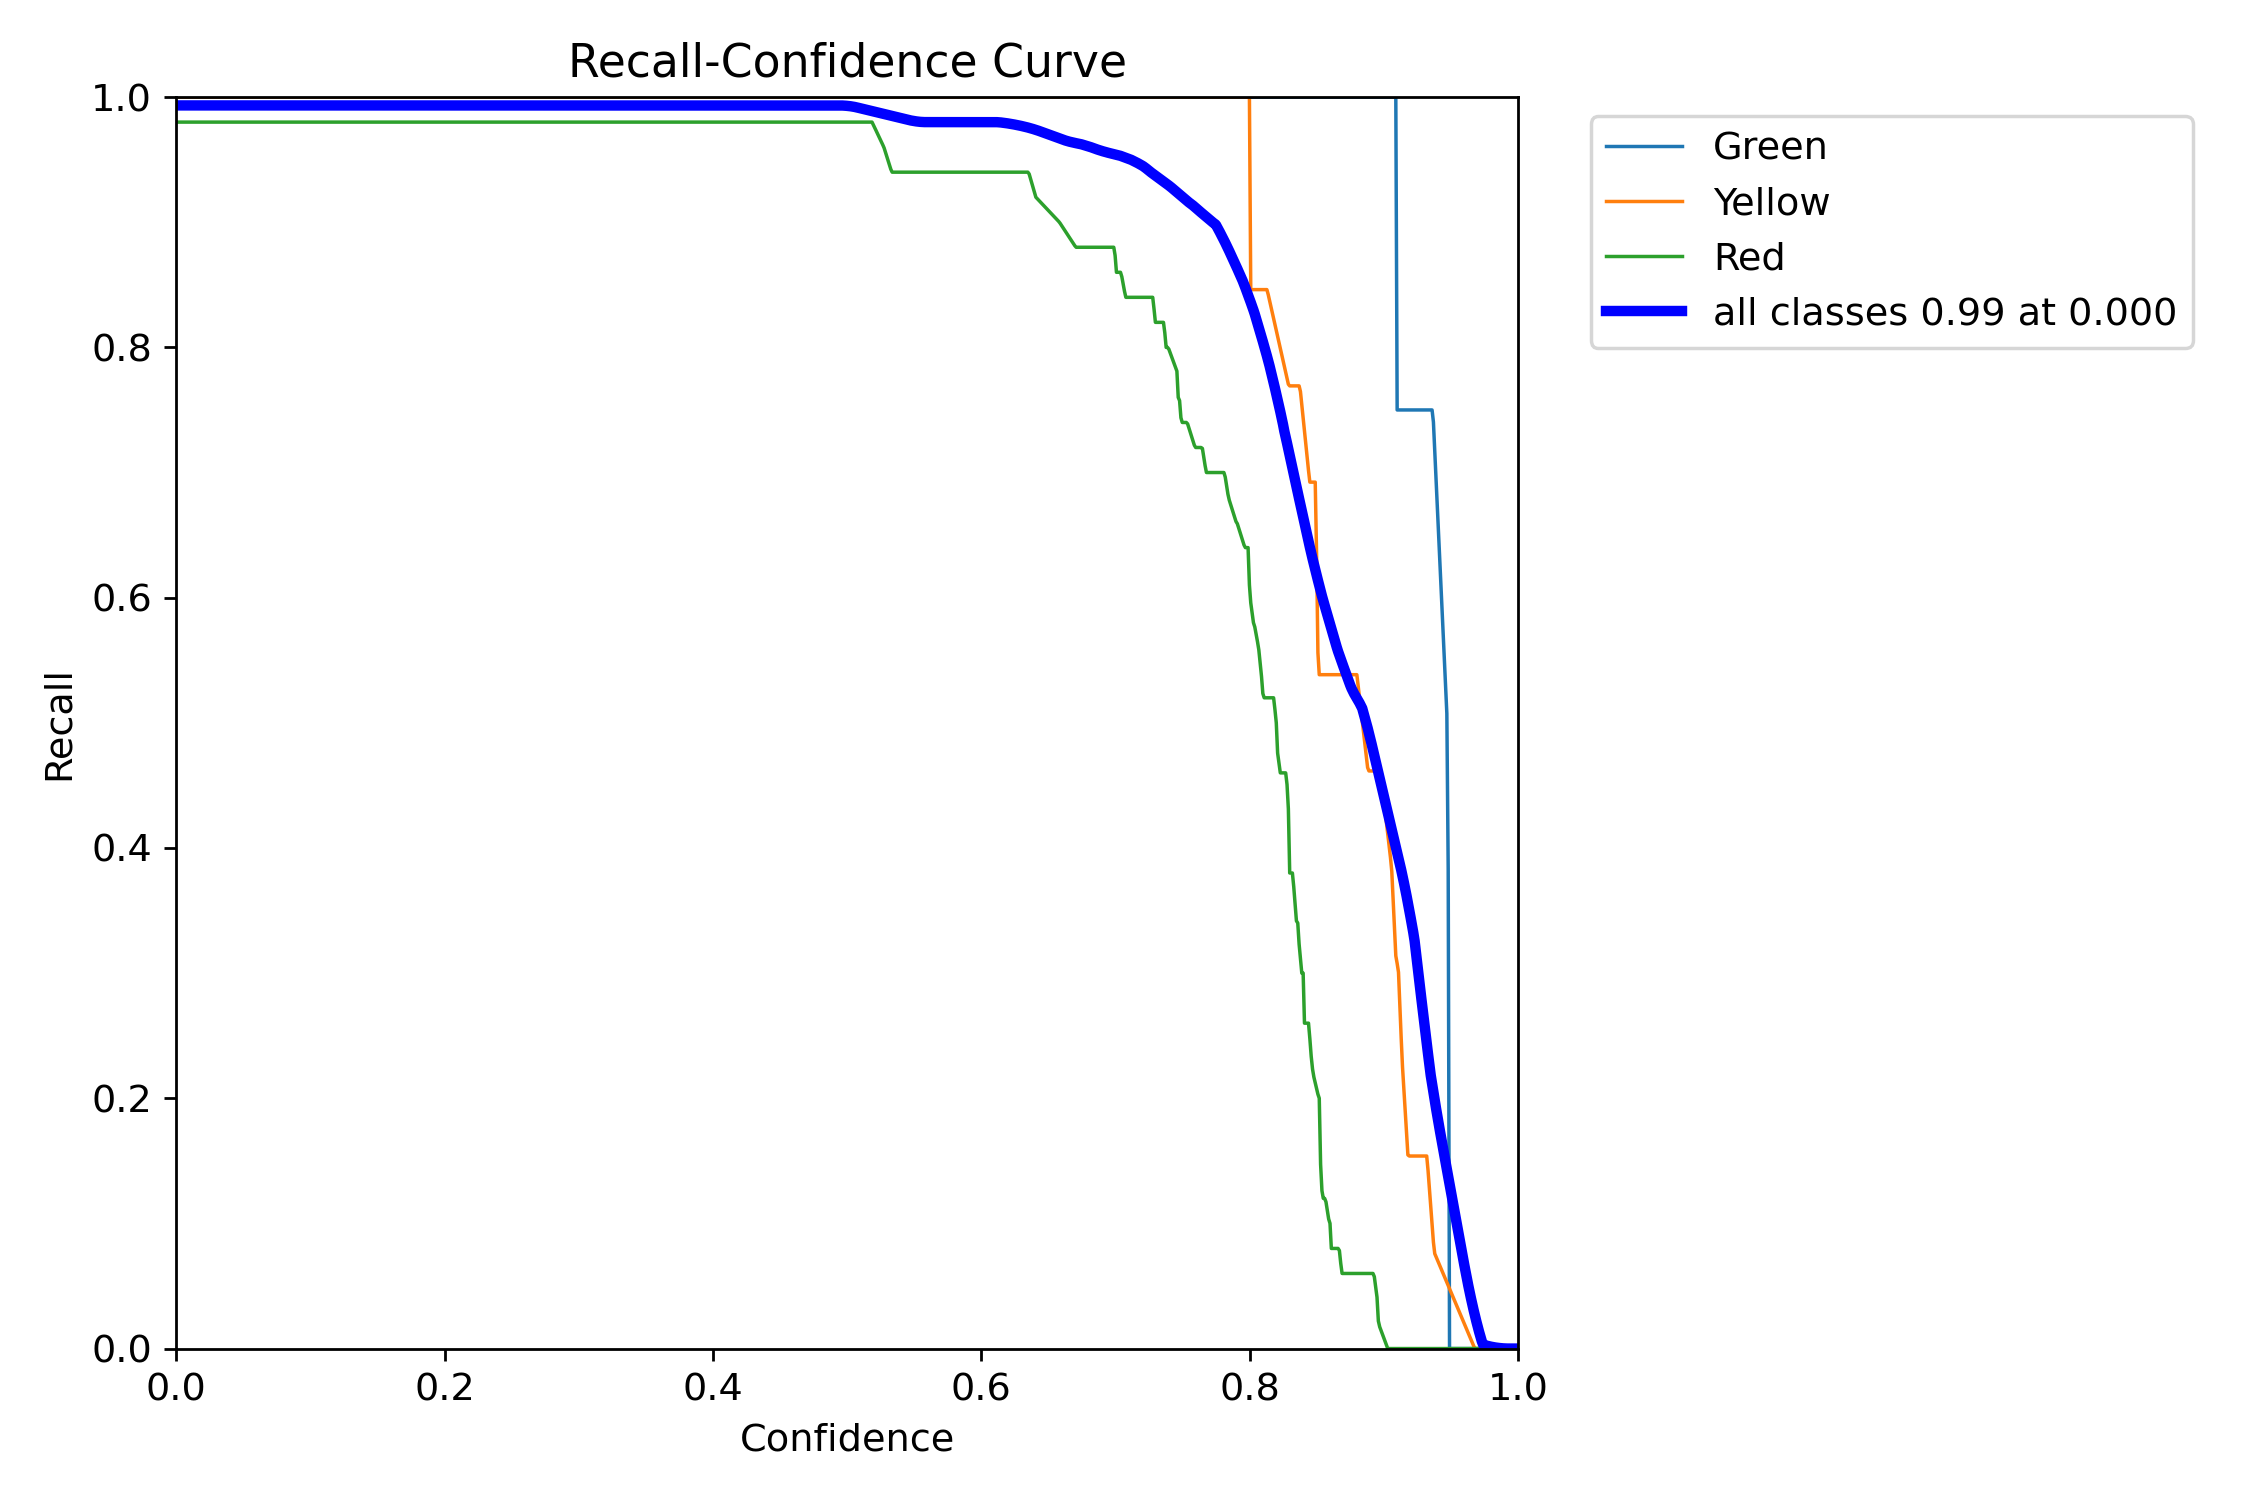 Recall-Confidence Curve
1.0
0.8
0.6
0.4
0.2
0.0
Recall
0.0 0.2 0.4 0.6 0.8 1.0
Confidence
Green
Yellow
Red
all classes 0.99 at 0.000